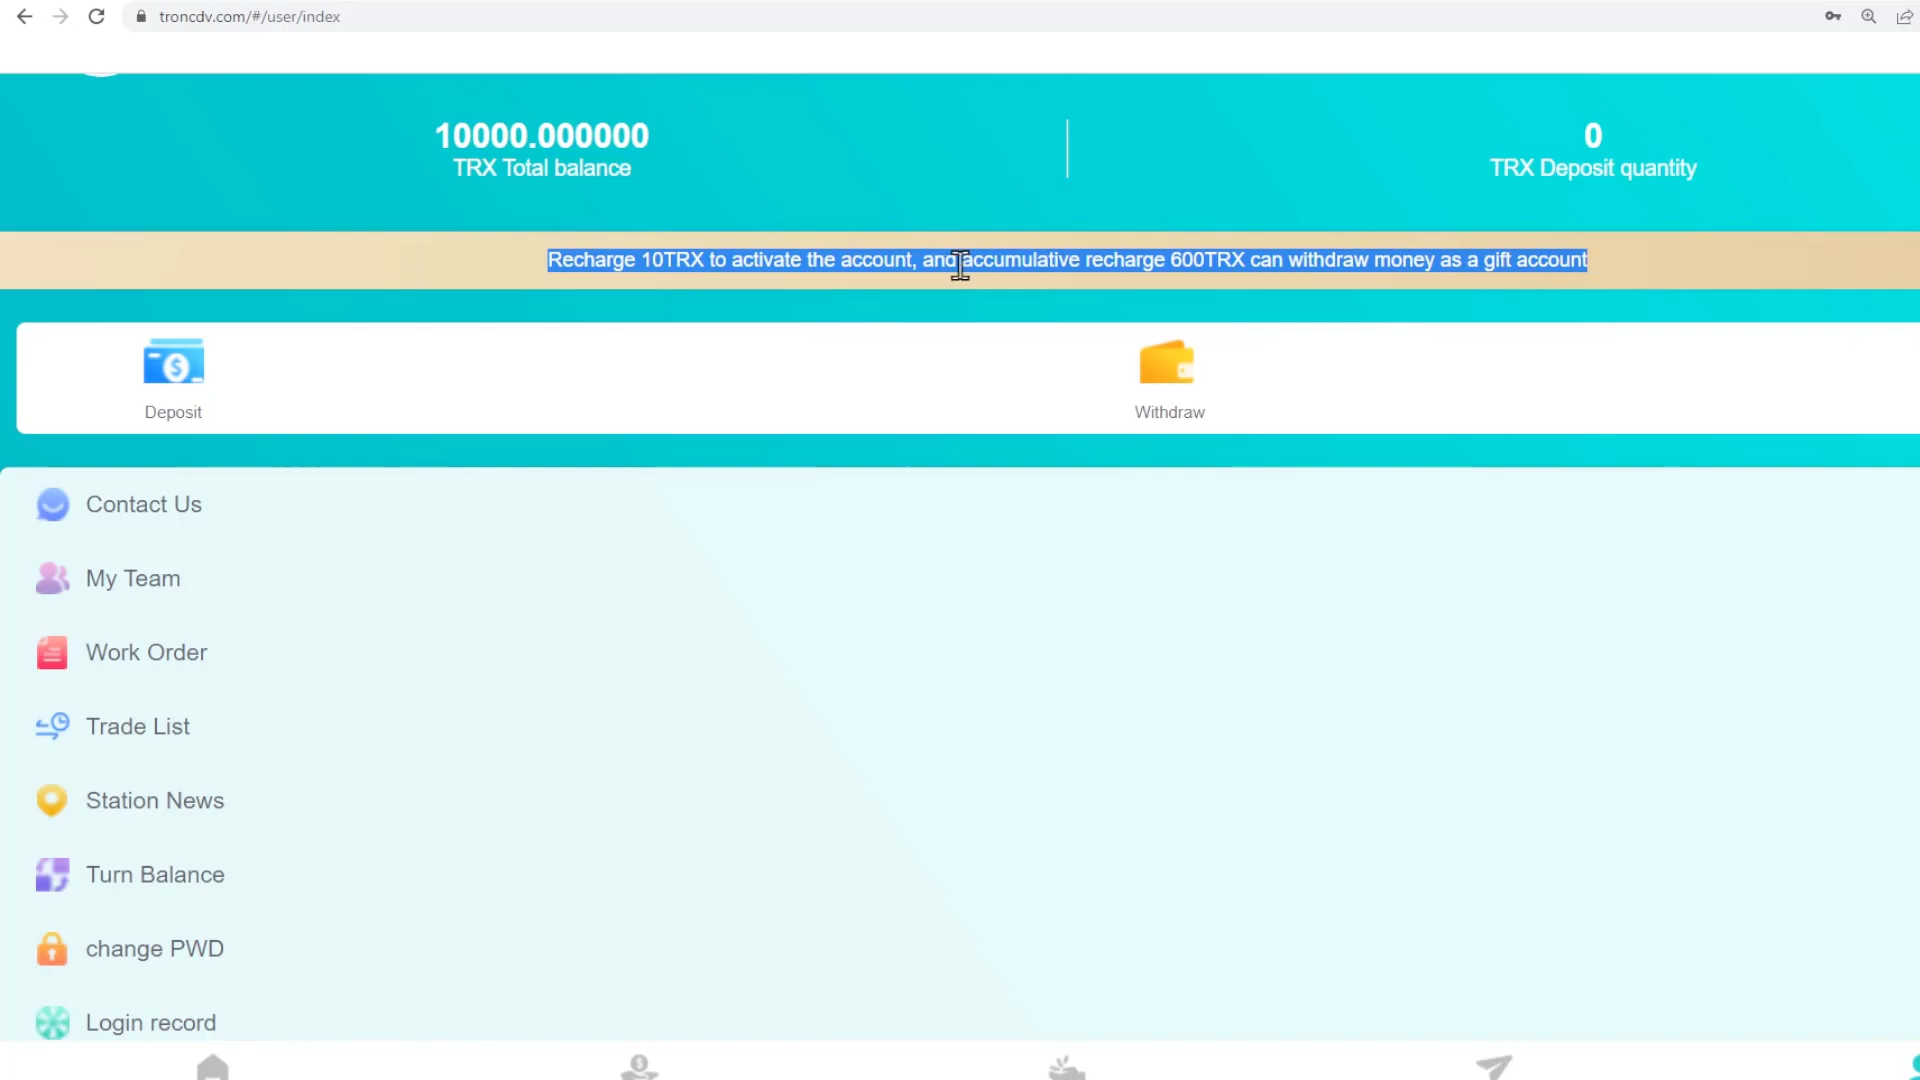 troncdv.com/#/user/index
10000.000000
0
TRX Total balance
TRX Deposit quantity
Recharge 10TRX to activate the account, and accumulative recharge 600TRX can withdraw money as a gift account
Deposit
Withdraw
Contact Us
My Team
Work Order
Trade List
Station News
Turn Balance
change PWD
Login record